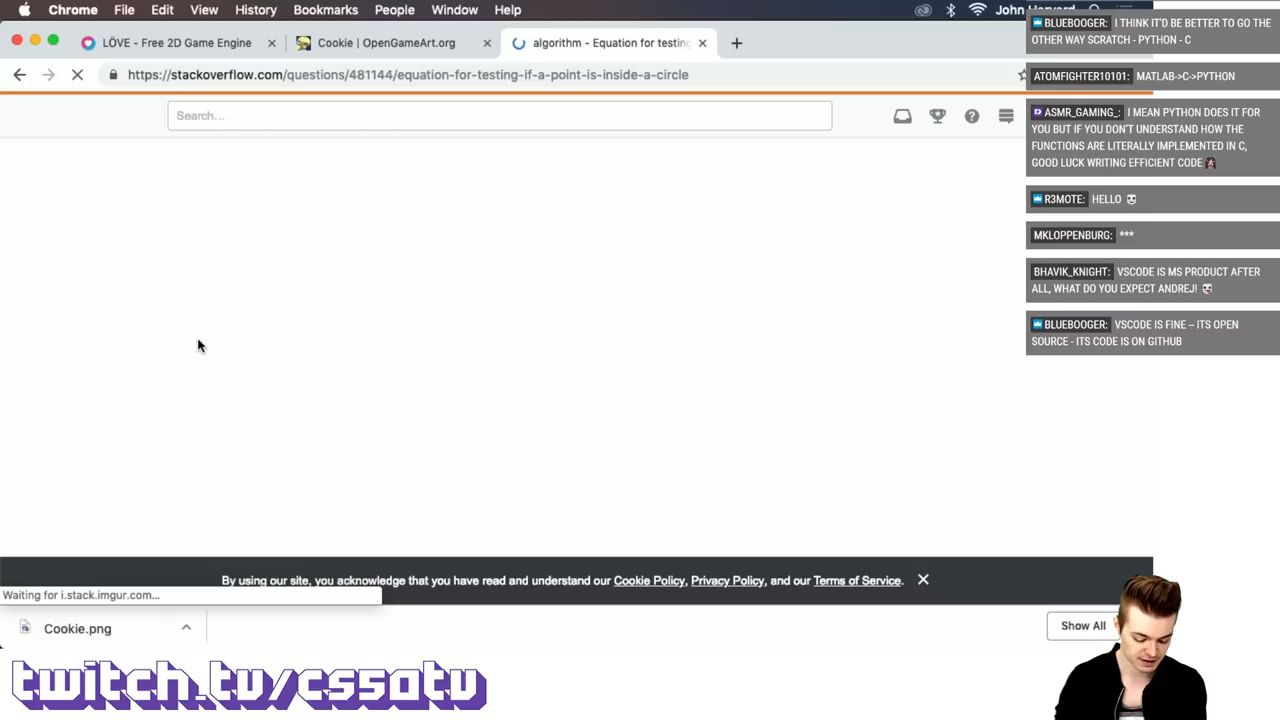 Chrome File Edit View History Bookmarks People Window Help
LÖVE - Free 2D Game Engine
Cookie | OpenGameArt.org
algorithm - Equation for testing
https://stackoverflow.com/questions/481144/equation-for-testing-if-a-point-is-inside-a-circle
Search...
By using our site, you acknowledge that you have read and understand our Cookie Policy, Privacy Policy, and our Terms of Service.
Waiting for i.stack.imgur.com...
Cookie.png
Show All
twitch.tv/cs50tv
BLUEBOOGER: I THINK IT'D BE BETTER TO GO THE
OTHER WAY SCRATCH - PYTHON - C
ATOMFIGHTER10101: MATLAB->C->PYTHON
ASMR_GAMING_: I MEAN PYTHON DOES IT FOR
YOU BUT IF YOU DON'T UNDERSTAND HOW THE
FUNCTIONS ARE LITERALLY IMPLEMENTED IN C,
GOOD LUCK WRITING EFFICIENT CODE
R3MOTE: HELLO
MKLOPPENBURG: ***
BHAVIK_KNIGHT: VSCODE IS MS PRODUCT AFTER
ALL, WHAT DO YOU EXPECT ANDREJ!
BLUEBOOGER: VSCODE IS FINE -- ITS OPEN
SOURCE - ITS CODE IS ON GITHUB